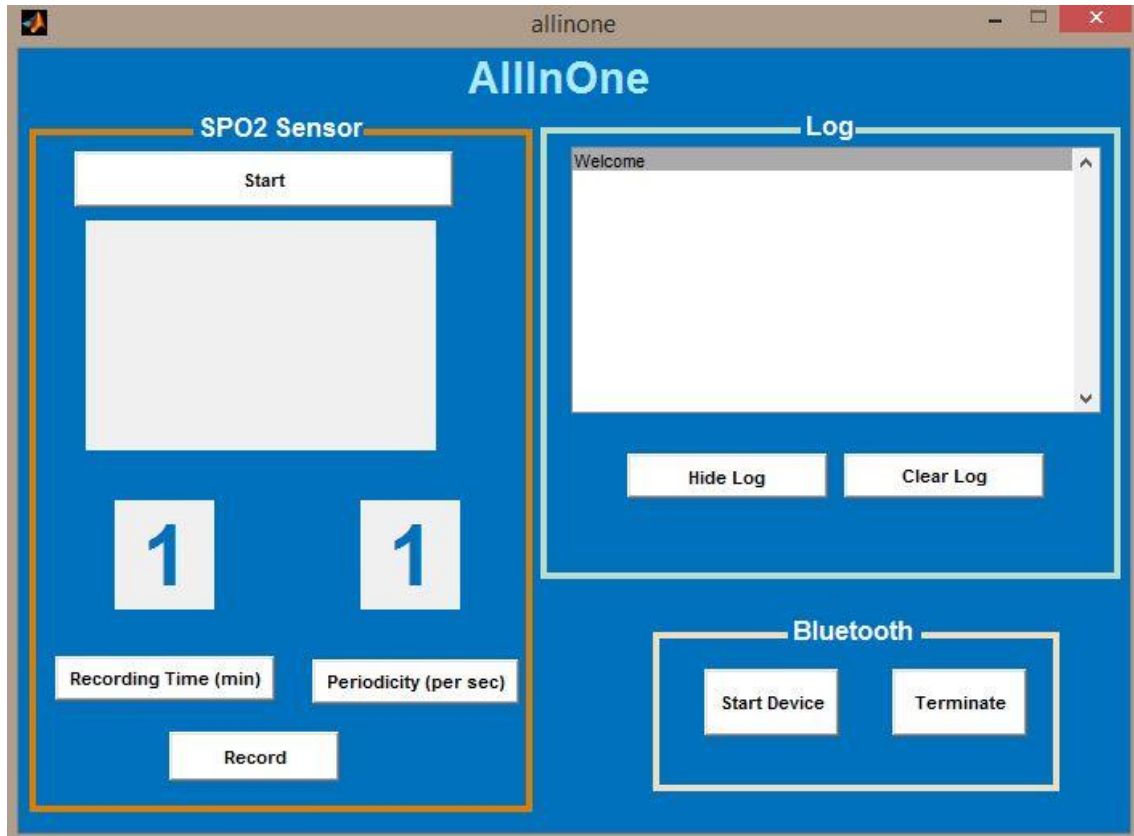 allinone
AllInOne
SPO2 Sensor
Start
1
1
Recording Time (min)
Periodicity (per sec)
Record
Log
Welcome
Hide Log
Clear Log
Bluetooth
Start Device
Terminate